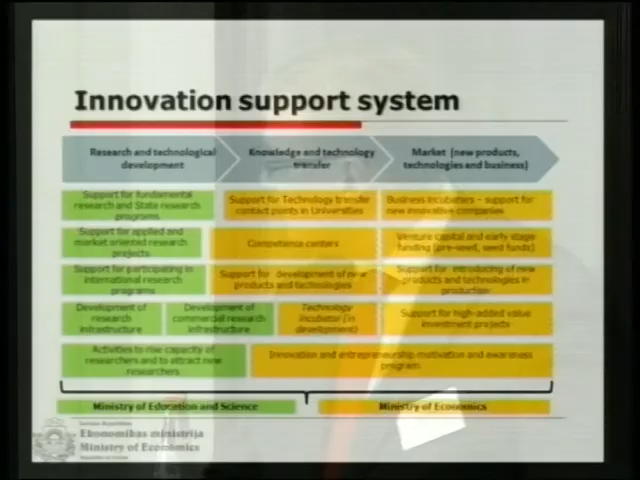 Innovation support system
Research and technological
development
Knowledge and technology
transfer
Market (new products,
technologies and business)
Support for fundamental
research and State research
programs
Support for Technology transfer
contact points in Universities
Business incubators – support for
new innovative companies
Support for applied and
market oriented research
projects
Competence centers
Venture capital and early stage
funding (pre-seed, seed funds)
Support for participating in
international research
programs
Support for development of new
products and technologies
Support for introducing of new
products and technologies in
production
Development of
research
infrastructure
Development of
commercial research
infrastructure
Technology
incubator (in
development)
Support for high-added value
investment projects
Activities to rise capacity of
researchers and to attract new
researchers
Innovation and entrepreneurship motivation and awareness
program
Ministry of Education and Science
Ministry of Economics
Ekonomikas ministrija
Ministry of Economics